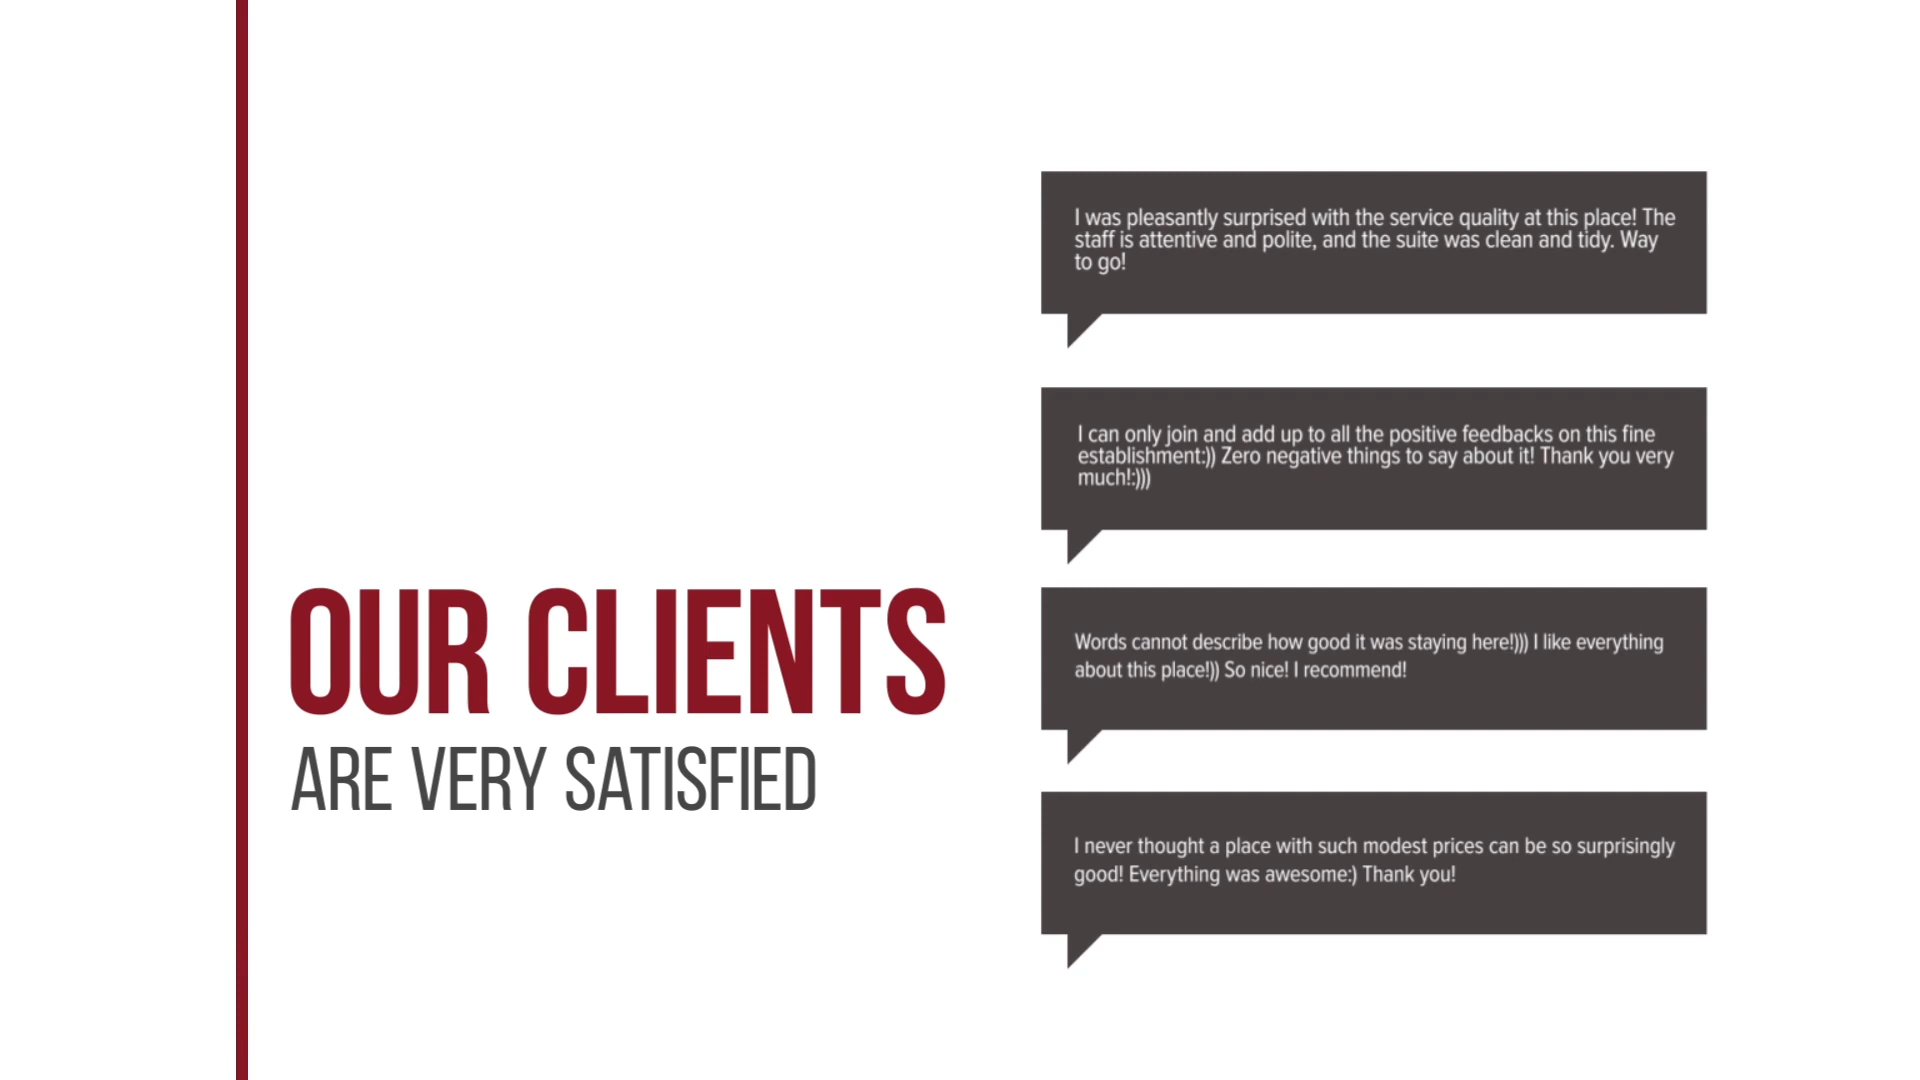 OUR CLIENTS
ARE VERY SATISFIED
I was pleasantly surprised with the service quality at this place! The
staff is attentive and polite, and the suite was clean and tidy. Way
to go!
I can only join and add up to all the positive feedbacks on this fine
establishment:)) Zero negative things to say about it! Thank you very
much!:)))
Words cannot describe how good it was staying here!))) I like everything
about this place!)) So nice! I recommend!
I never thought a place with such modest prices can be so surprisingly
good! Everything was awesome:) Thank you!